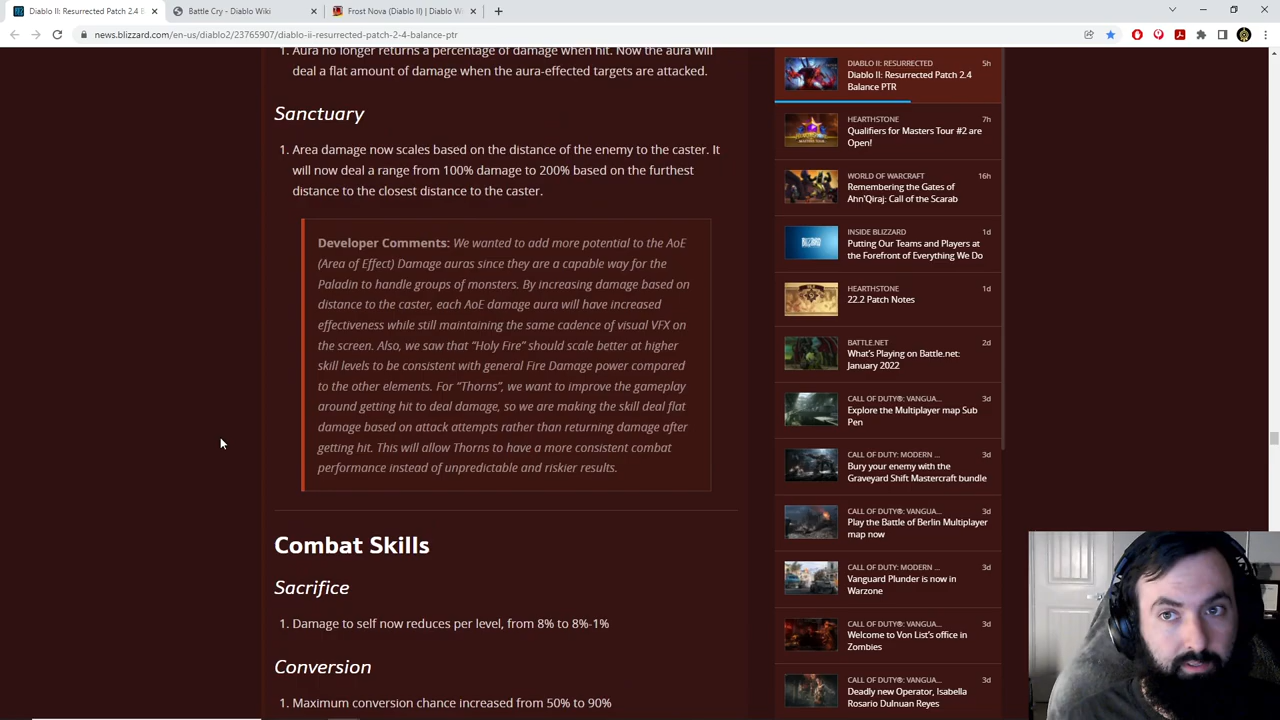 Diablo II: Resurrected Patch 2.4 B
Battle Cry - Diablo Wiki
Frost Nova (Diablo II) | Diablo W
news.blizzard.com/en-us/diablo2/23765907/diablo-ii-resurrected-patch-2-4-balance-ptr
1. Aura no longer returns a percentage of damage when hit. Now the aura will
deal a flat amount of damage when the aura-effected targets are attacked.
Sanctuary
1. Area damage now scales based on the distance of the enemy to the caster. It
will now deal a range from 100% damage to 200% based on the furthest
distance to the closest distance to the caster.
Developer Comments: We wanted to add more potential to the AoE
(Area of Effect) Damage auras since they are a capable way for the
Paladin to handle groups of monsters. By increasing damage based on
distance to the caster, each AoE damage aura will have increased
effectiveness while still maintaining the same cadence of visual VFX on
the screen. Also, we saw that “Holy Fire” should scale better at higher
skill levels to be consistent with general Fire Damage power compared
to the other elements. For “Thorns”, we want to improve the gameplay
around getting hit to deal damage, so we are making the skill deal flat
damage based on attack attempts rather than returning damage after
getting hit. This will allow Thorns to have a more consistent combat
performance instead of unpredictable and riskier results.
Combat Skills
Sacrifice
1. Damage to self now reduces per level, from 8% to 8%-1%
Conversion
1. Maximum conversion chance increased from 50% to 90%
DIABLO II: RESURRECTED 5h
Diablo II: Resurrected Patch 2.4
Balance PTR
HEARTHSTONE 7h
Qualifiers for Masters Tour #2 are
Open!
WORLD OF WARCRAFT 16h
Remembering the Gates of
Ahn'Qiraj: Call of the Scarab
INSIDE BLIZZARD 1d
Putting Our Teams and Players at
the Forefront of Everything We Do
HEARTHSTONE 1d
22.2 Patch Notes
BATTLE.NET 2d
What’s Playing on Battle.net:
January 2022
CALL OF DUTY®: VANGUA... 3d
Explore the Multiplayer map Sub
Pen
CALL OF DUTY: MODERN ... 3d
Bury your enemy with the
Graveyard Shift Mastercraft bundle
CALL OF DUTY®: VANGUA... 3d
Play the Battle of Berlin Multiplayer
map now
CALL OF DUTY: MODERN ... 3d
Vanguard Plunder is now in
Warzone
CALL OF DUTY®: VANGUA... 3d
Welcome to Von List’s office in
Zombies
CALL OF DUTY®: VANGUA... 3d
Deadly new Operator, Isabella
Rosario Dulnuan Reyes